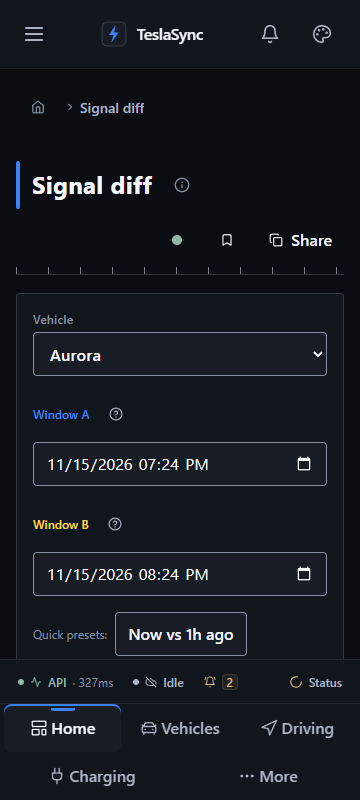 TeslaSync
Signal diff
Signal diff
Share
Vehicle
Aurora
Window A
11/15/2026 07:24 PM
Window B
11/15/2026 08:24 PM
Quick presets: Now vs 1h ago
API · 327ms Idle 2 Status
Home Vehicles Driving
Charging More